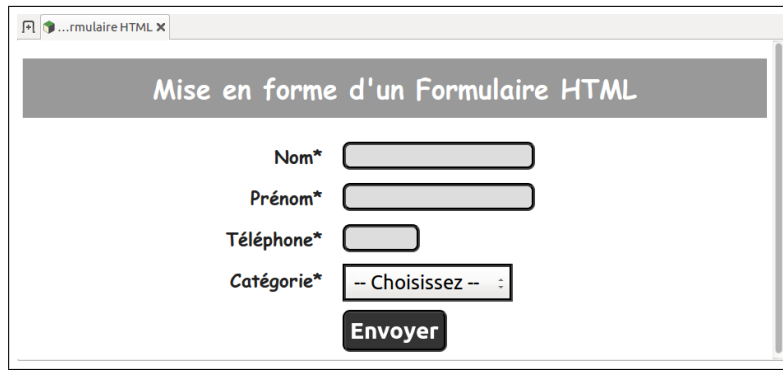 ...rmulaire HTML
Mise en forme d'un Formulaire HTML
Nom*
Prénom*
Téléphone*
Catégorie* -- Choisissez --
Envoyer